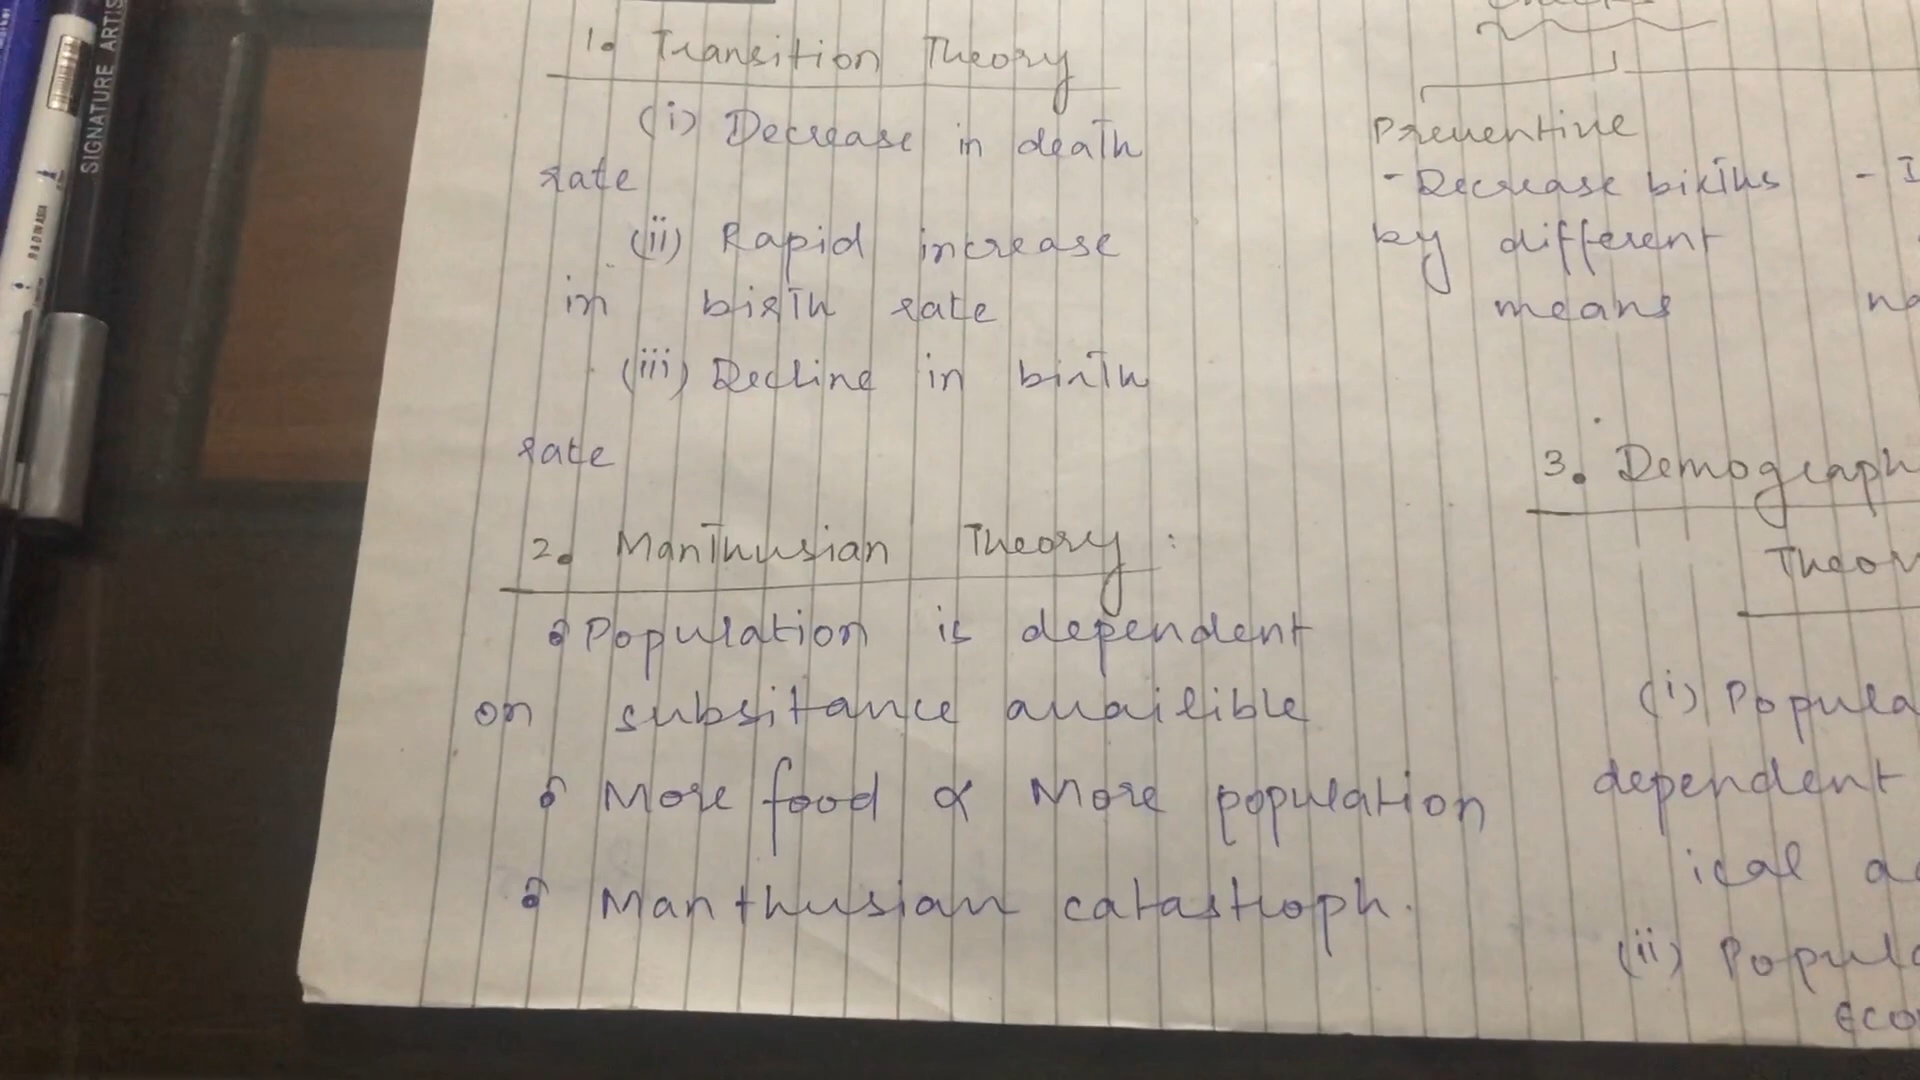 1. Transition Theory
(i) Decrease in death
rate
(ii) Rapid increase
in birth rate
(iii) Decline in birth
rate
2. Manthusian Theory :
Population is dependent
on subsitance availible
More food ∝ More population
Manthusian catastroph.
Preventive
- Decrease births
by different
means
3. Demograph
Theor
(i) Popula
dependent
ical
(ii) Popul
SIGNATURE ARTIS